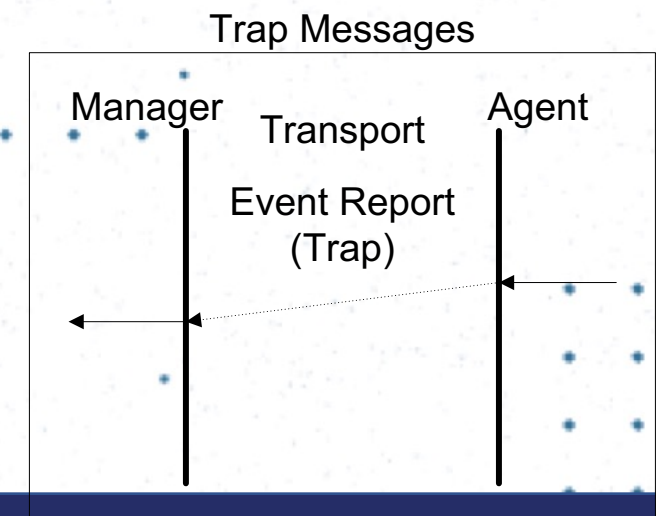 Trap Messages
Manager
Transport
Agent
Event Report
(Trap)